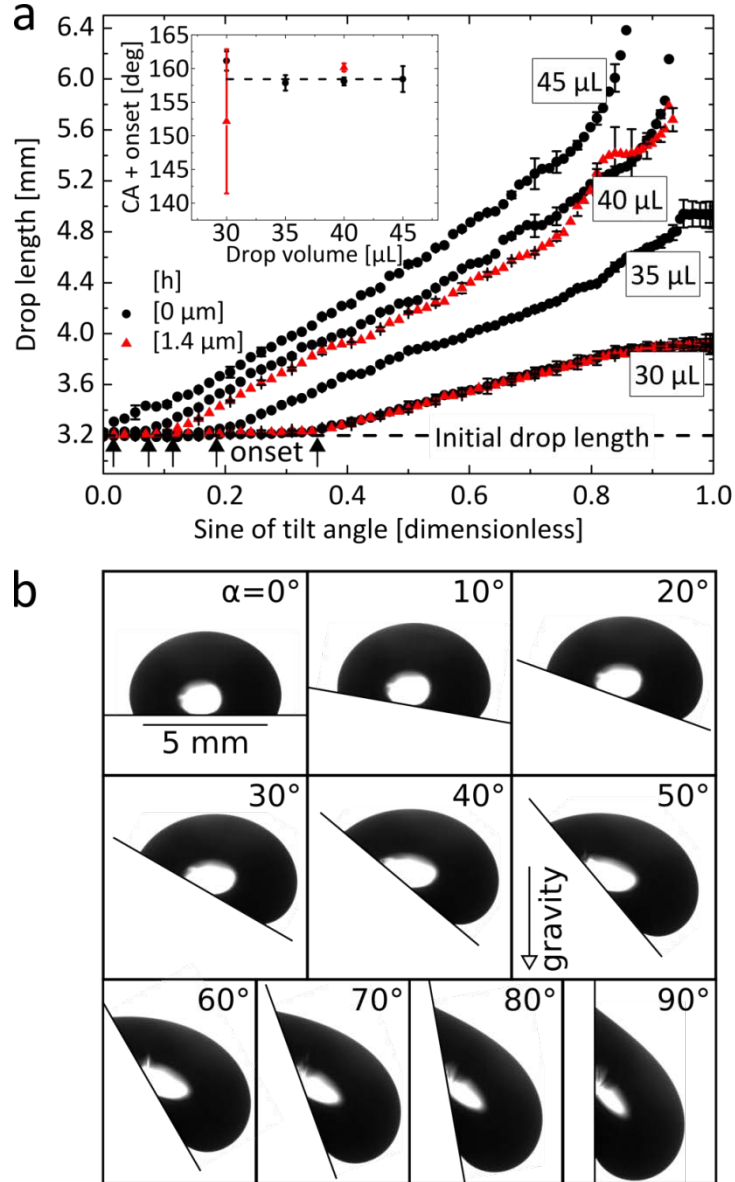 a
6.4
6.0
5.6
5.2
4.8
4.4
4.0
3.6
3.2
Drop length [mm]
165
160
155
150
145
140
CA + onset [deg]
30 35 40 45
Drop volume [µL]
45 µL
40 µL
35 µL
30 µL
[h]
[0 µm]
[1.4 µm]
onset
Initial drop length
0.0 0.2 0.4 0.6 0.8 1.0
Sine of tilt angle [dimensionless]
b
α=0° 10° 20°
5 mm
30° 40° 50°
gravity
60° 70° 80° 90°